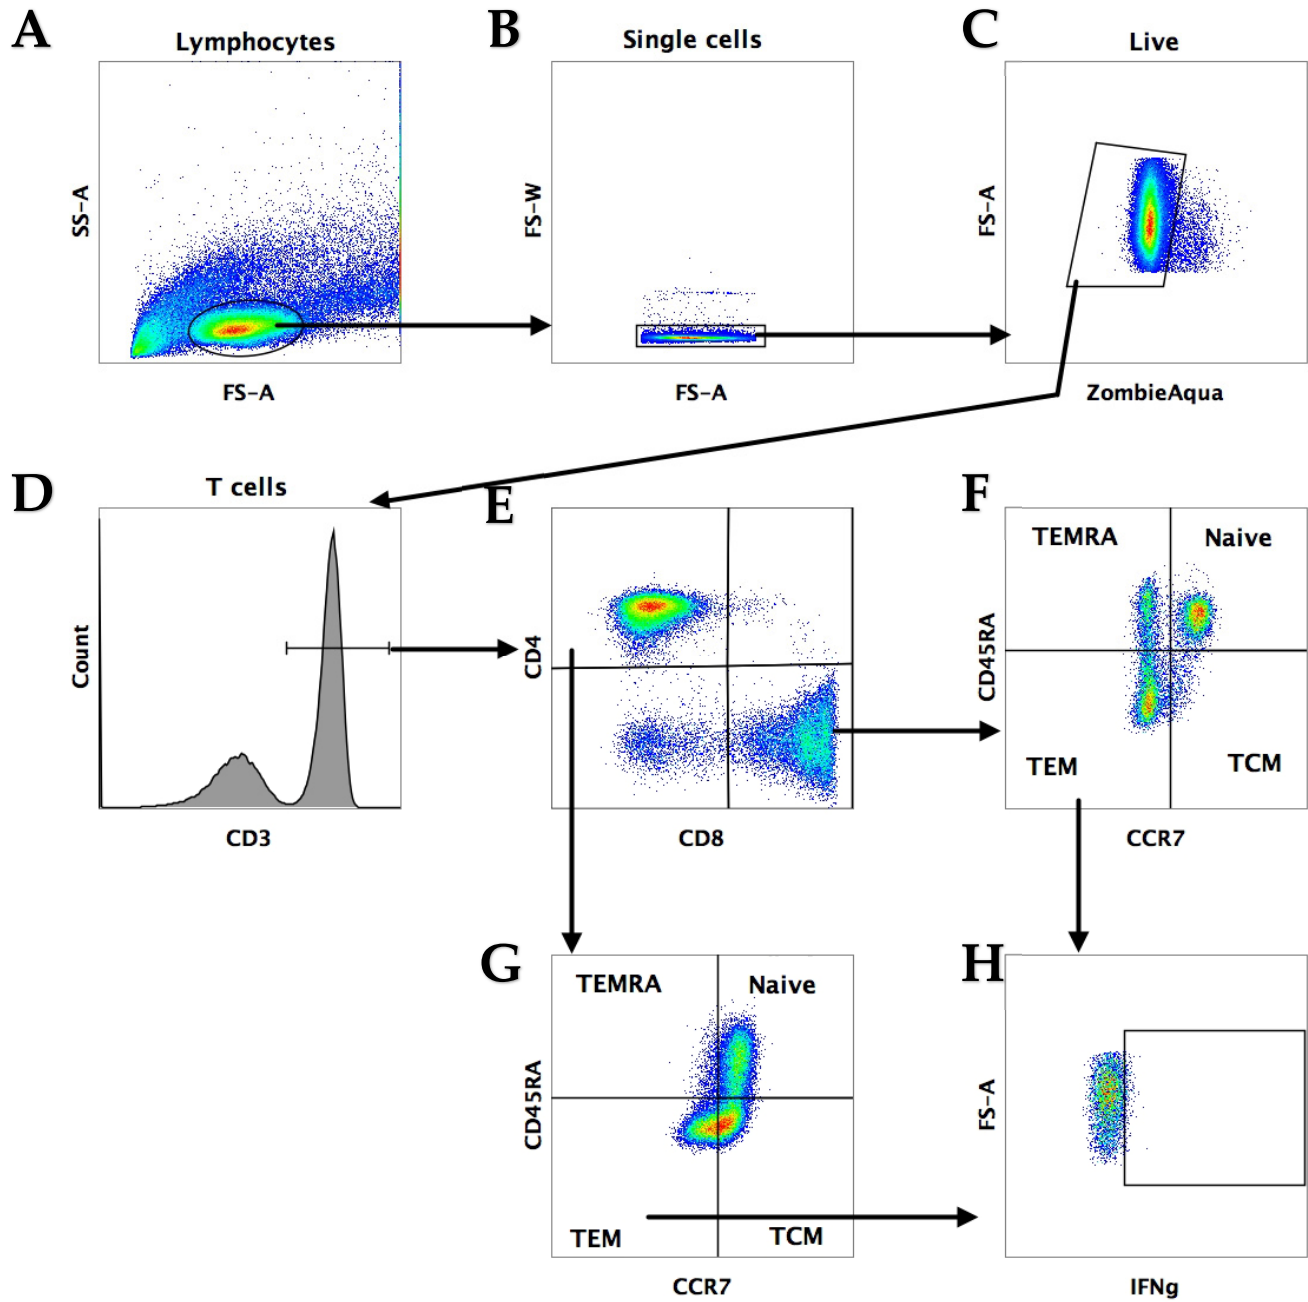 A
Lymphocytes
SS-A
FS-A
B
Single cells
FS-W
FS-A
C
Live
FS-A
ZombieAqua
D
T cells
Count
CD3
E
CD4
CD8
F
TEMRA
Naive
CD45RA
TEM
TCM
CCR7
G
TEMRA
Naive
CD45RA
TEM
TCM
CCR7
H
FS-A
IFNg